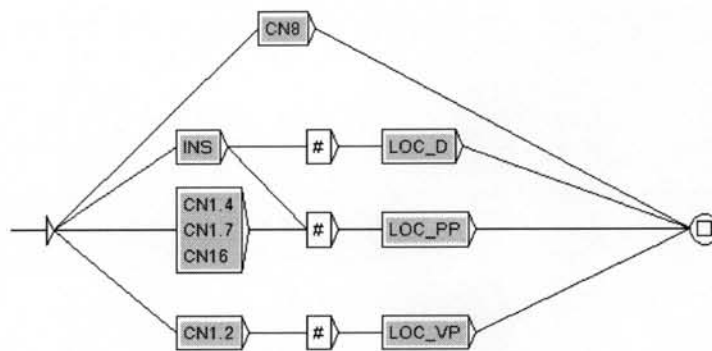 CN8
INS # LOC_D
CN1.4
CN1.7 # LOC_PP
CN16
CN1.2 # LOC_VP